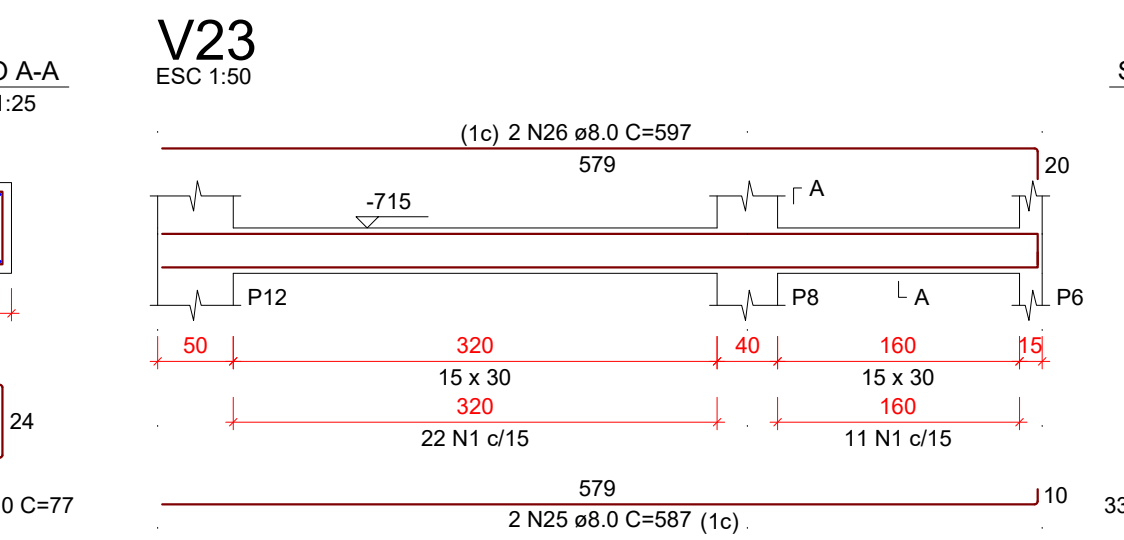 V23
ESC 1:50
A-A
1:25
(1c) 2 N26 ø8.0 C=597
579
20
A
-715
P12
P8
A
P6
50
320
40
160
15
15 x 30
15 x 30
320
160
22 N1 c/15
11 N1 c/15
24
579
10
0 C=77
2 N25 ø8.0 C=587 (1c)
33